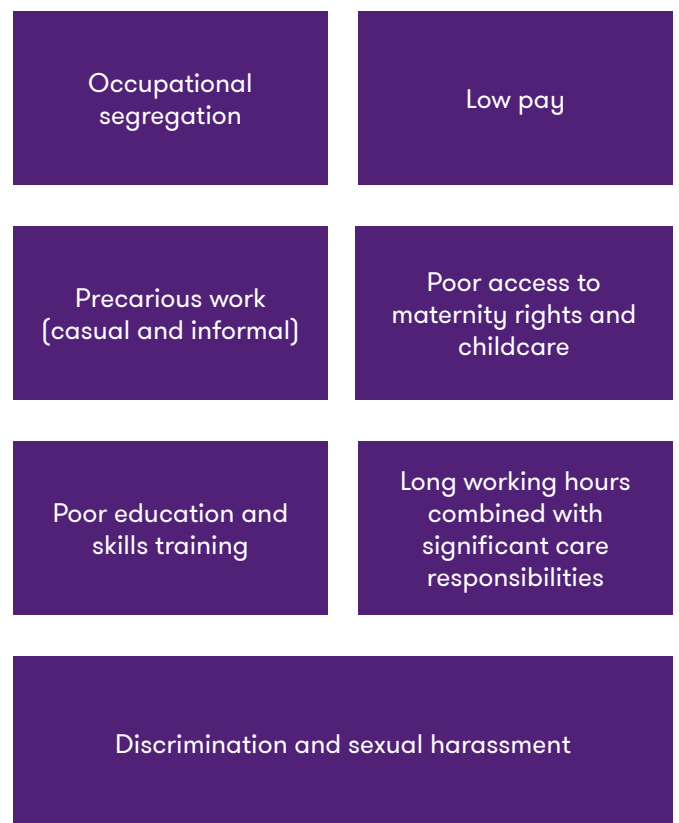 Occupational
segregation
Low pay
Precarious work
(casual and informal)
Poor access to
maternity rights and
childcare
Poor education and
skills training
Long working hours
combined with
significant care
responsibilities
Discrimination and sexual harassment